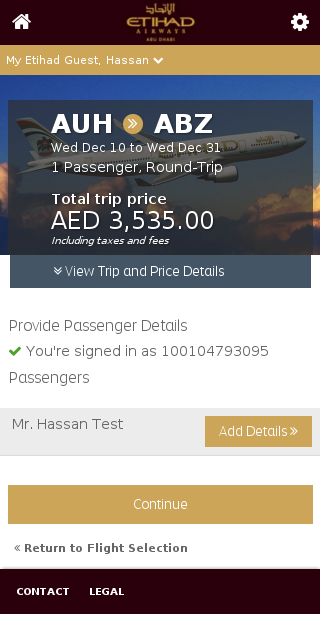 الإتحاد
ETIHAD
AIRWAYS
ABU DHABI
My Etihad Guest, Hassan
AUH ABZ
Wed Dec 10 to Wed Dec 31
1 Passenger, Round-Trip
Total trip price
AED 3,535.00
Including taxes and fees
View Trip and Price Details
Provide Passenger Details
You're signed in as 100104793095
Passengers
Mr. Hassan Test
Add Details
Continue
Return to Flight Selection
CONTACT LEGAL